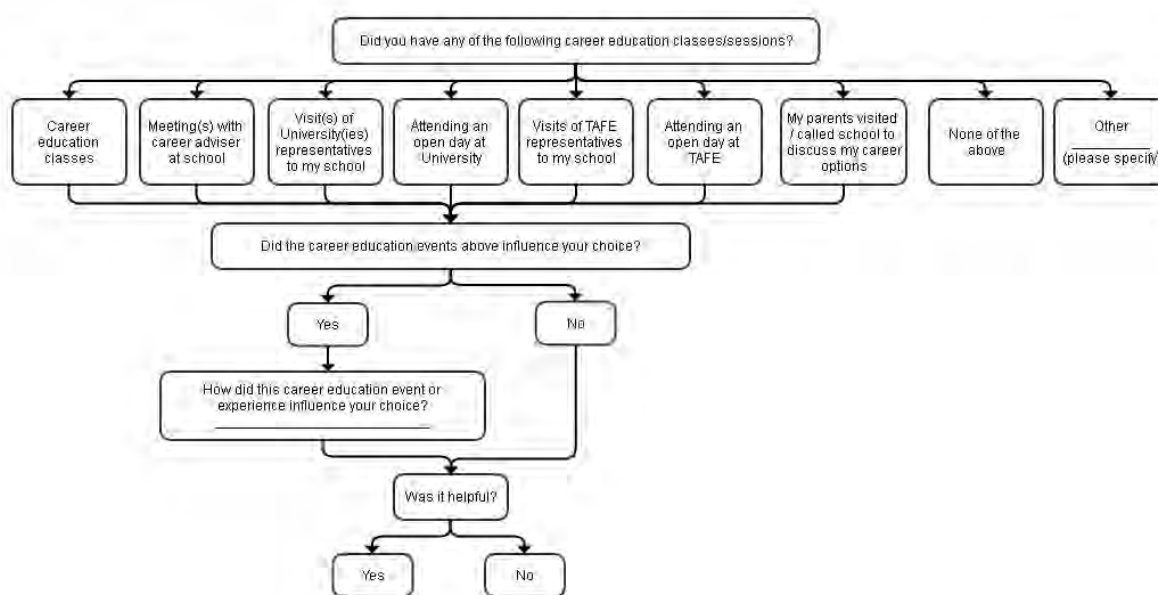 Did you have any of the following career education classes/sessions?
Career
education
classes
Meeting(s) with
career adviser
at school
Visit(s) of
University(ies)
representatives
to my school
Attending an
open day at
University
Visits of TAFE
representatives
to my school
Attending an
open day at
TAFE
My parents visited
/ called school to
discuss my career
options
None of the
above
Other
(please specify)
Did the career education events above influence your choice?
Yes
No
How did this career education event or
experience influence your choice?
Was it helpful?
Yes
No